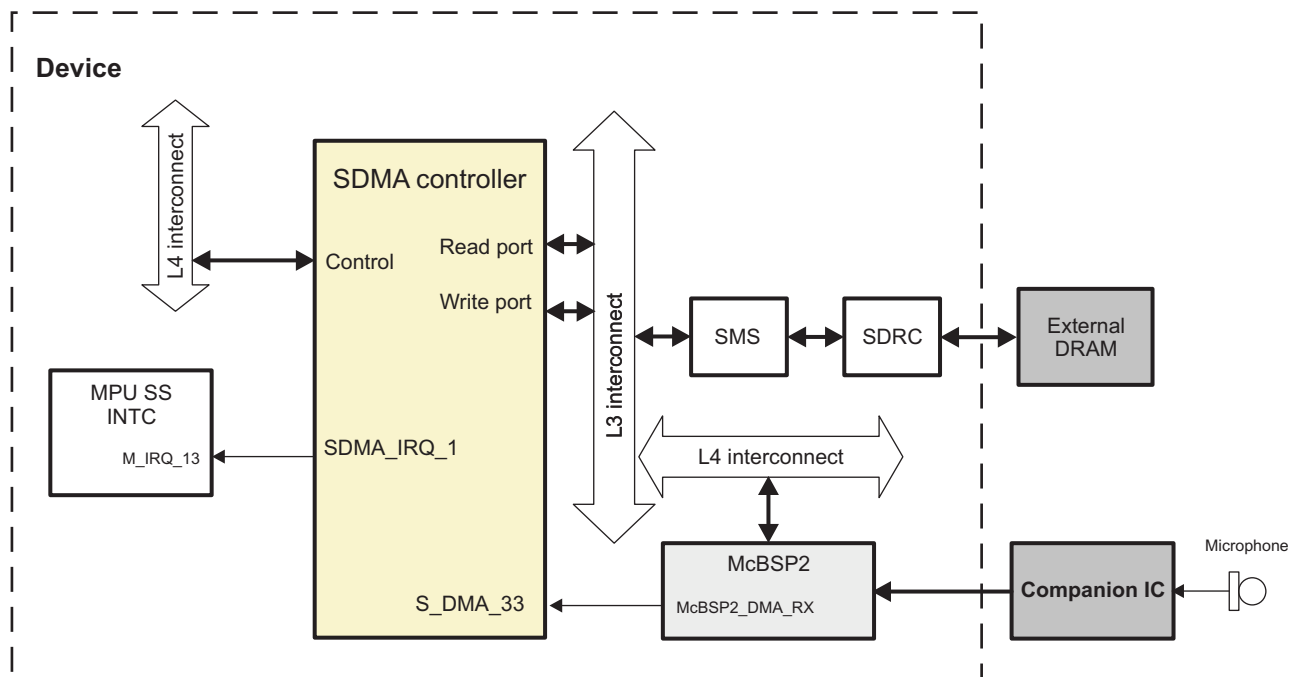 Device
L4 interconnect
SDMA controller
Control
Read port
Write port
L3 interconnect
SMS
SDRC
External
DRAM
MPU SS
INTC
M_IRQ_13
SDMA_IRQ_1
L4 interconnect
McBSP2
McBSP2_DMA_RX
S_DMA_33
Companion IC
Microphone